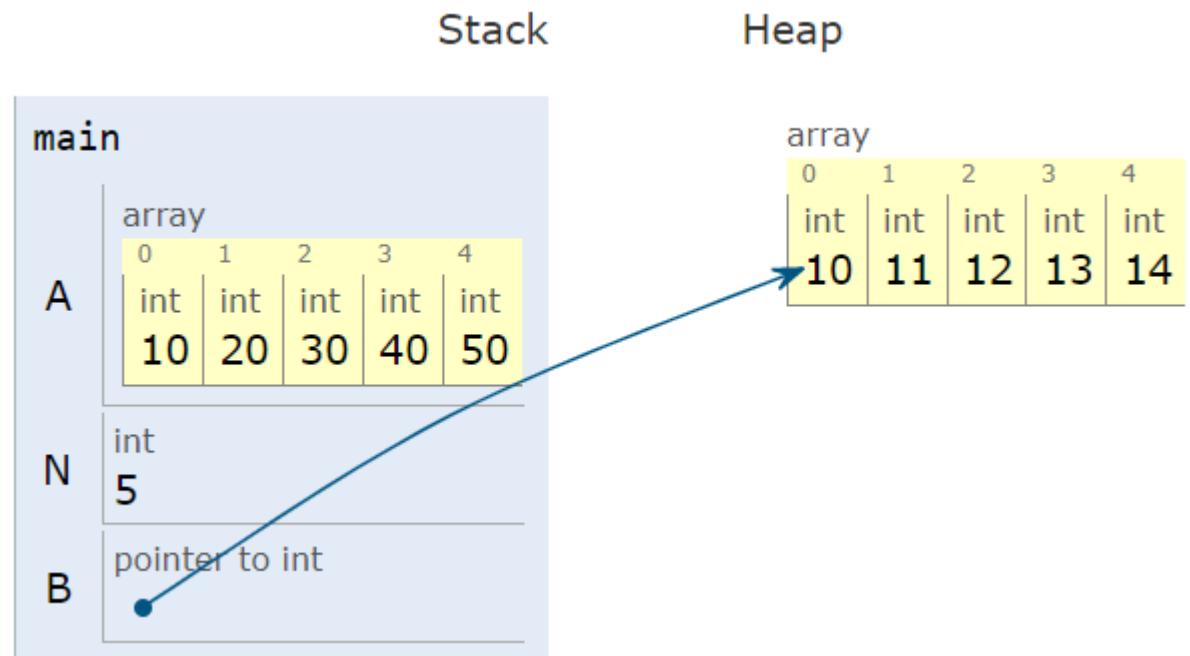 Stack Heap
main
array
0 1 2 3 4
int int int int int
A
10 20 30 40 50
N
int
5
B
pointer to int
array
0 1 2 3 4
int int int int int
10 11 12 13 14